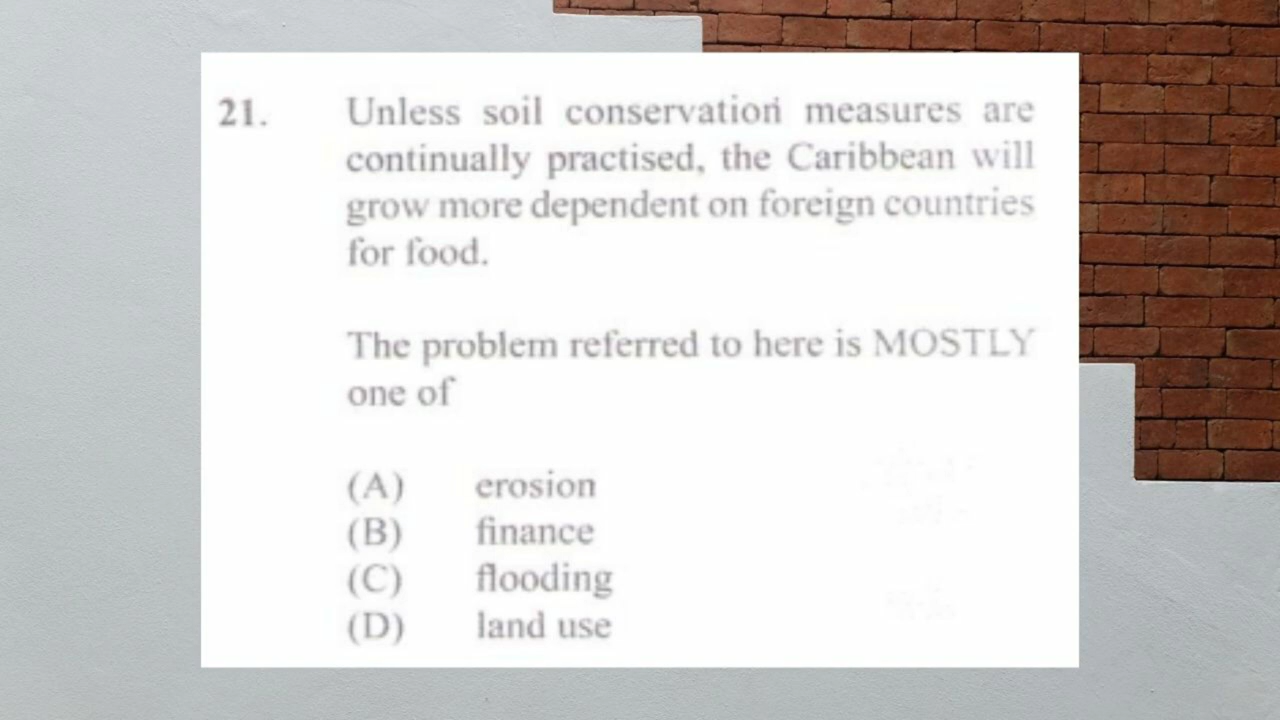 21. Unless soil conservation measures are
continually practised, the Caribbean will
grow more dependent on foreign countries
for food.
The problem referred to here is MOSTLY
one of
(A) erosion
(B) finance
(C) flooding
(D) land use